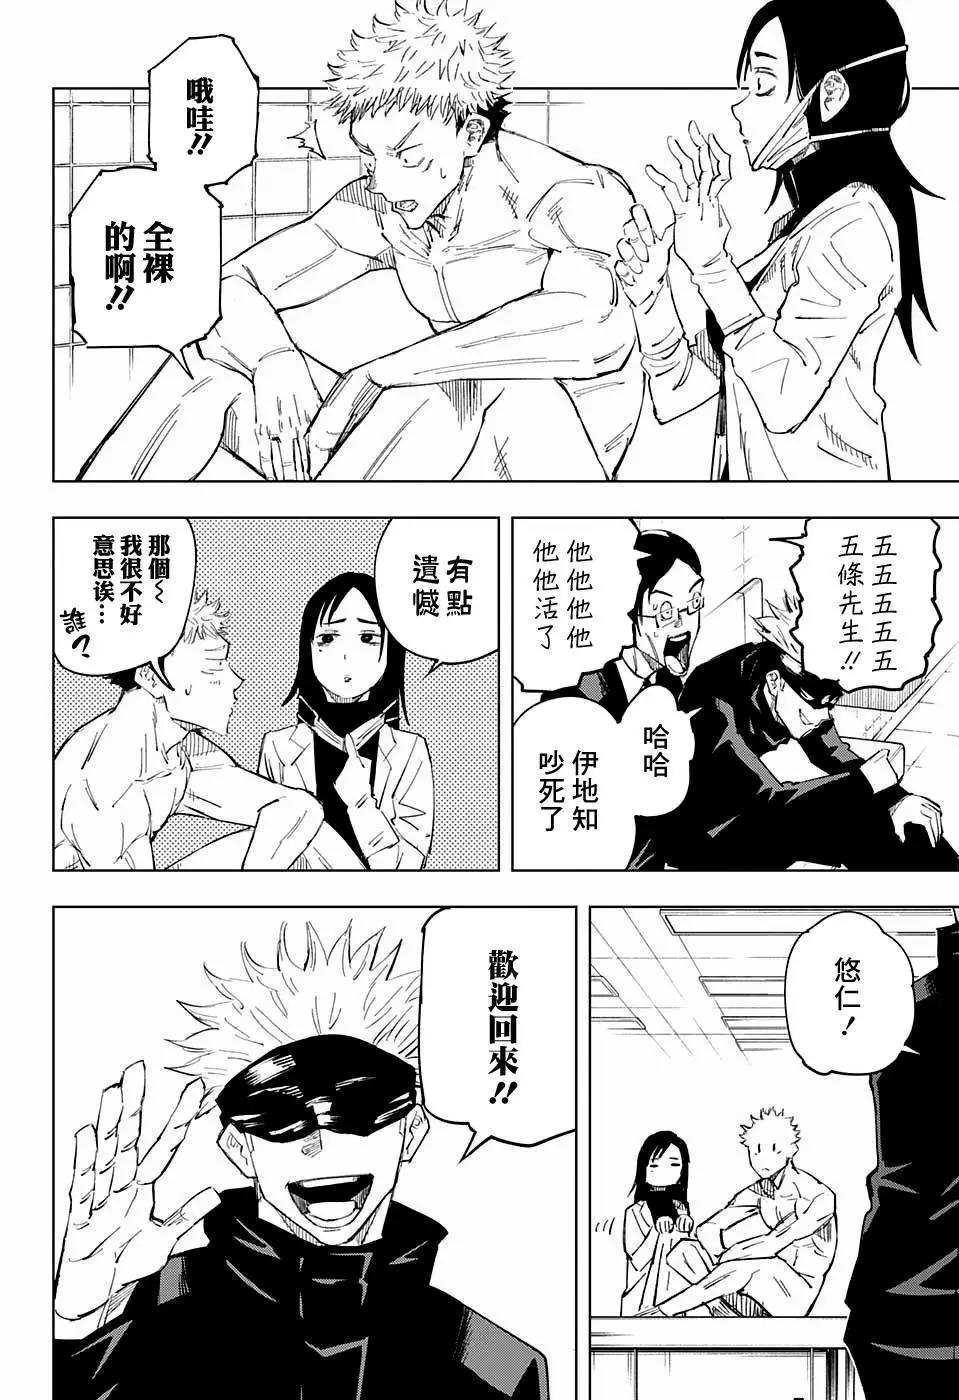 哦哇!!
全裸
的啊!!
五五五五五
五條先生!!
他他他他
他他活了
哈哈
伊地知
吵死了
有點
遺憾
那個～
我很不好
意思诶…
誰?
悠仁!
歡迎回來!!